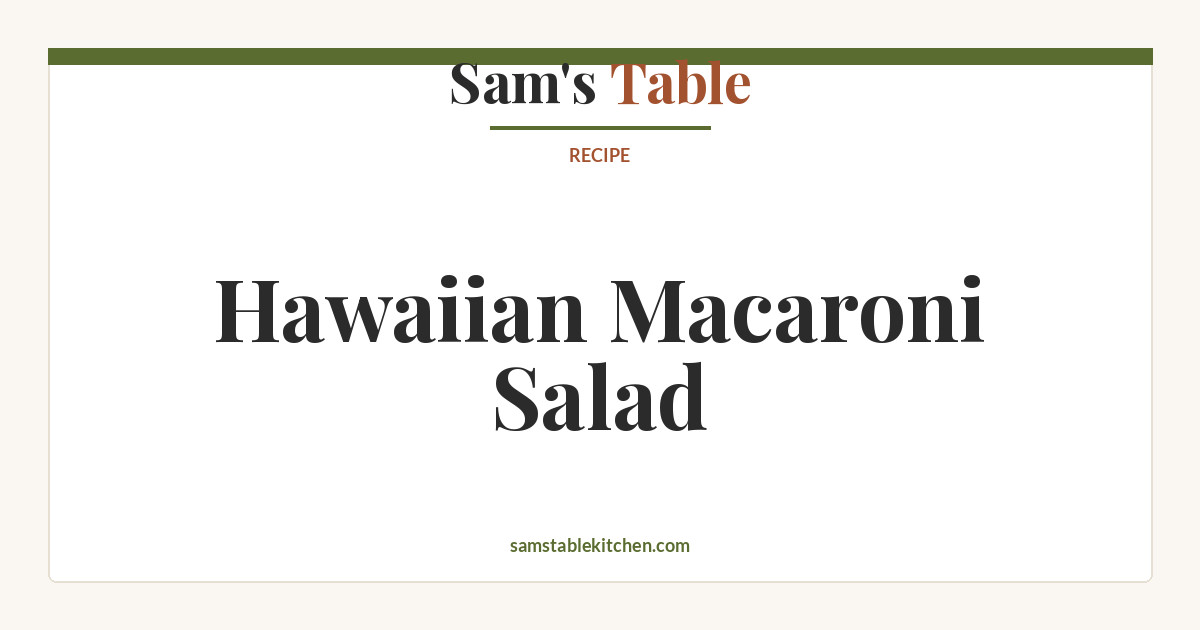 Sam's Table
RECIPE
Hawaiian Macaroni
Salad
samstablekitchen.com